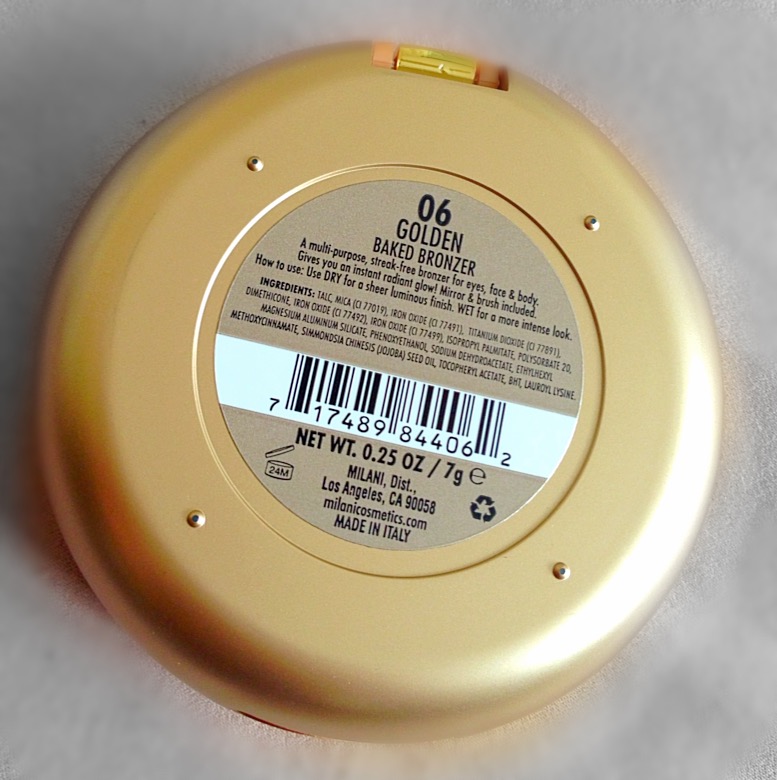 06
GOLDEN
BAKED BRONZER
A multi-purpose, streak-free bronzer for eyes, face & body.
Gives you an instant radiant glow! Mirror & brush included.
How to use: Use DRY for a sheer luminous finish. WET for a more intense look.
INGREDIENTS: TALC, MICA (CI 77019), IRON OXIDE (CI 77491), TITANIUM DIOXIDE (CI 77891),
DIMETHICONE, IRON OXIDE (CI 77492), IRON OXIDE (CI 77499), ISOPROPYL PALMITATE, POLYSORBATE 20,
MAGNESIUM ALUMINUM SILICATE, PHENOXYETHANOL, SODIUM DEHYDROACETATE, ETHYLHEXYL
METHOXYCINNAMATE, SIMMONDSIA CHINESIS (JOJOBA) SEED OIL, TOCOPHERYL ACETATE, BHT, LAUROYL LYSINE.
7 17489 84406 2
NET WT. 0.25 OZ / 7g ℮
24M
MILANI, Dist.,
Los Angeles, CA 90058
milanicosmetics.com
MADE IN ITALY